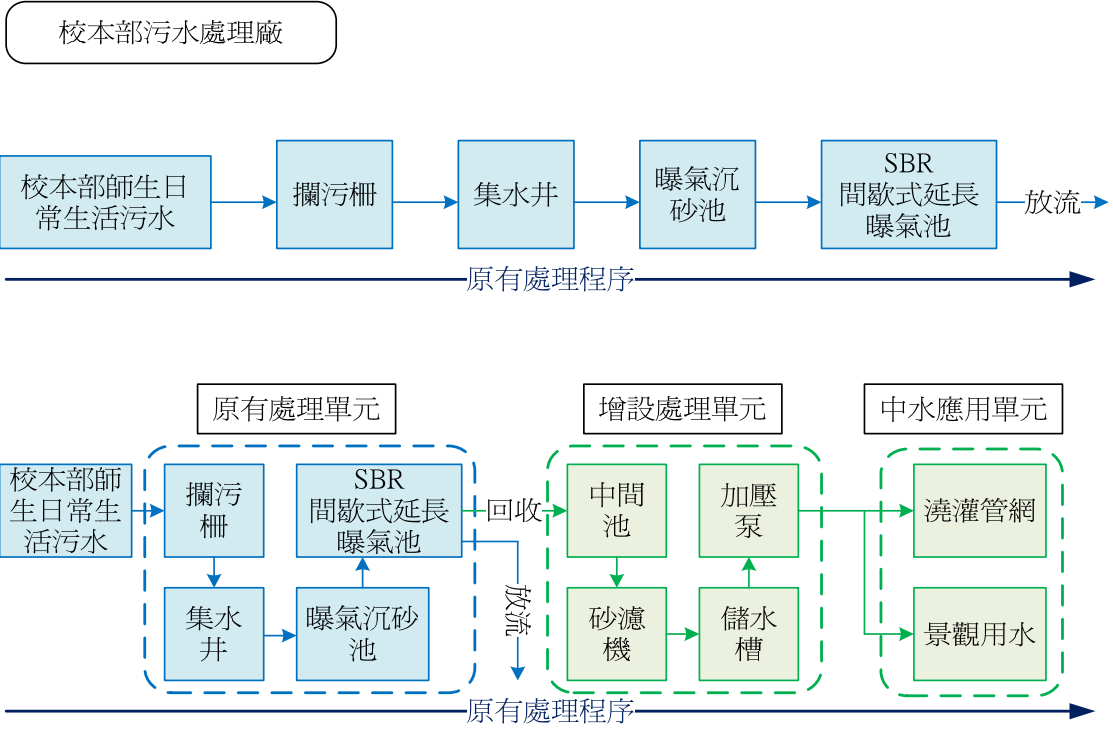 校本部污水處理廠
校本部師生日
常生活污水
攔污柵
集水井
曝氣沉
砂池
SBR
間歇式延長
曝氣池
放流
原有處理程序
原有處理單元
增設處理單元
中水應用單元
校本部師
生日常生
活污水
攔污
柵
集水
井
曝氣沉砂
池
SBR
間歇式延長
曝氣池
回收
放流
中間
池
砂濾
機
儲水
槽
加壓
泵
澆灌管網
景觀用水
原有處理程序